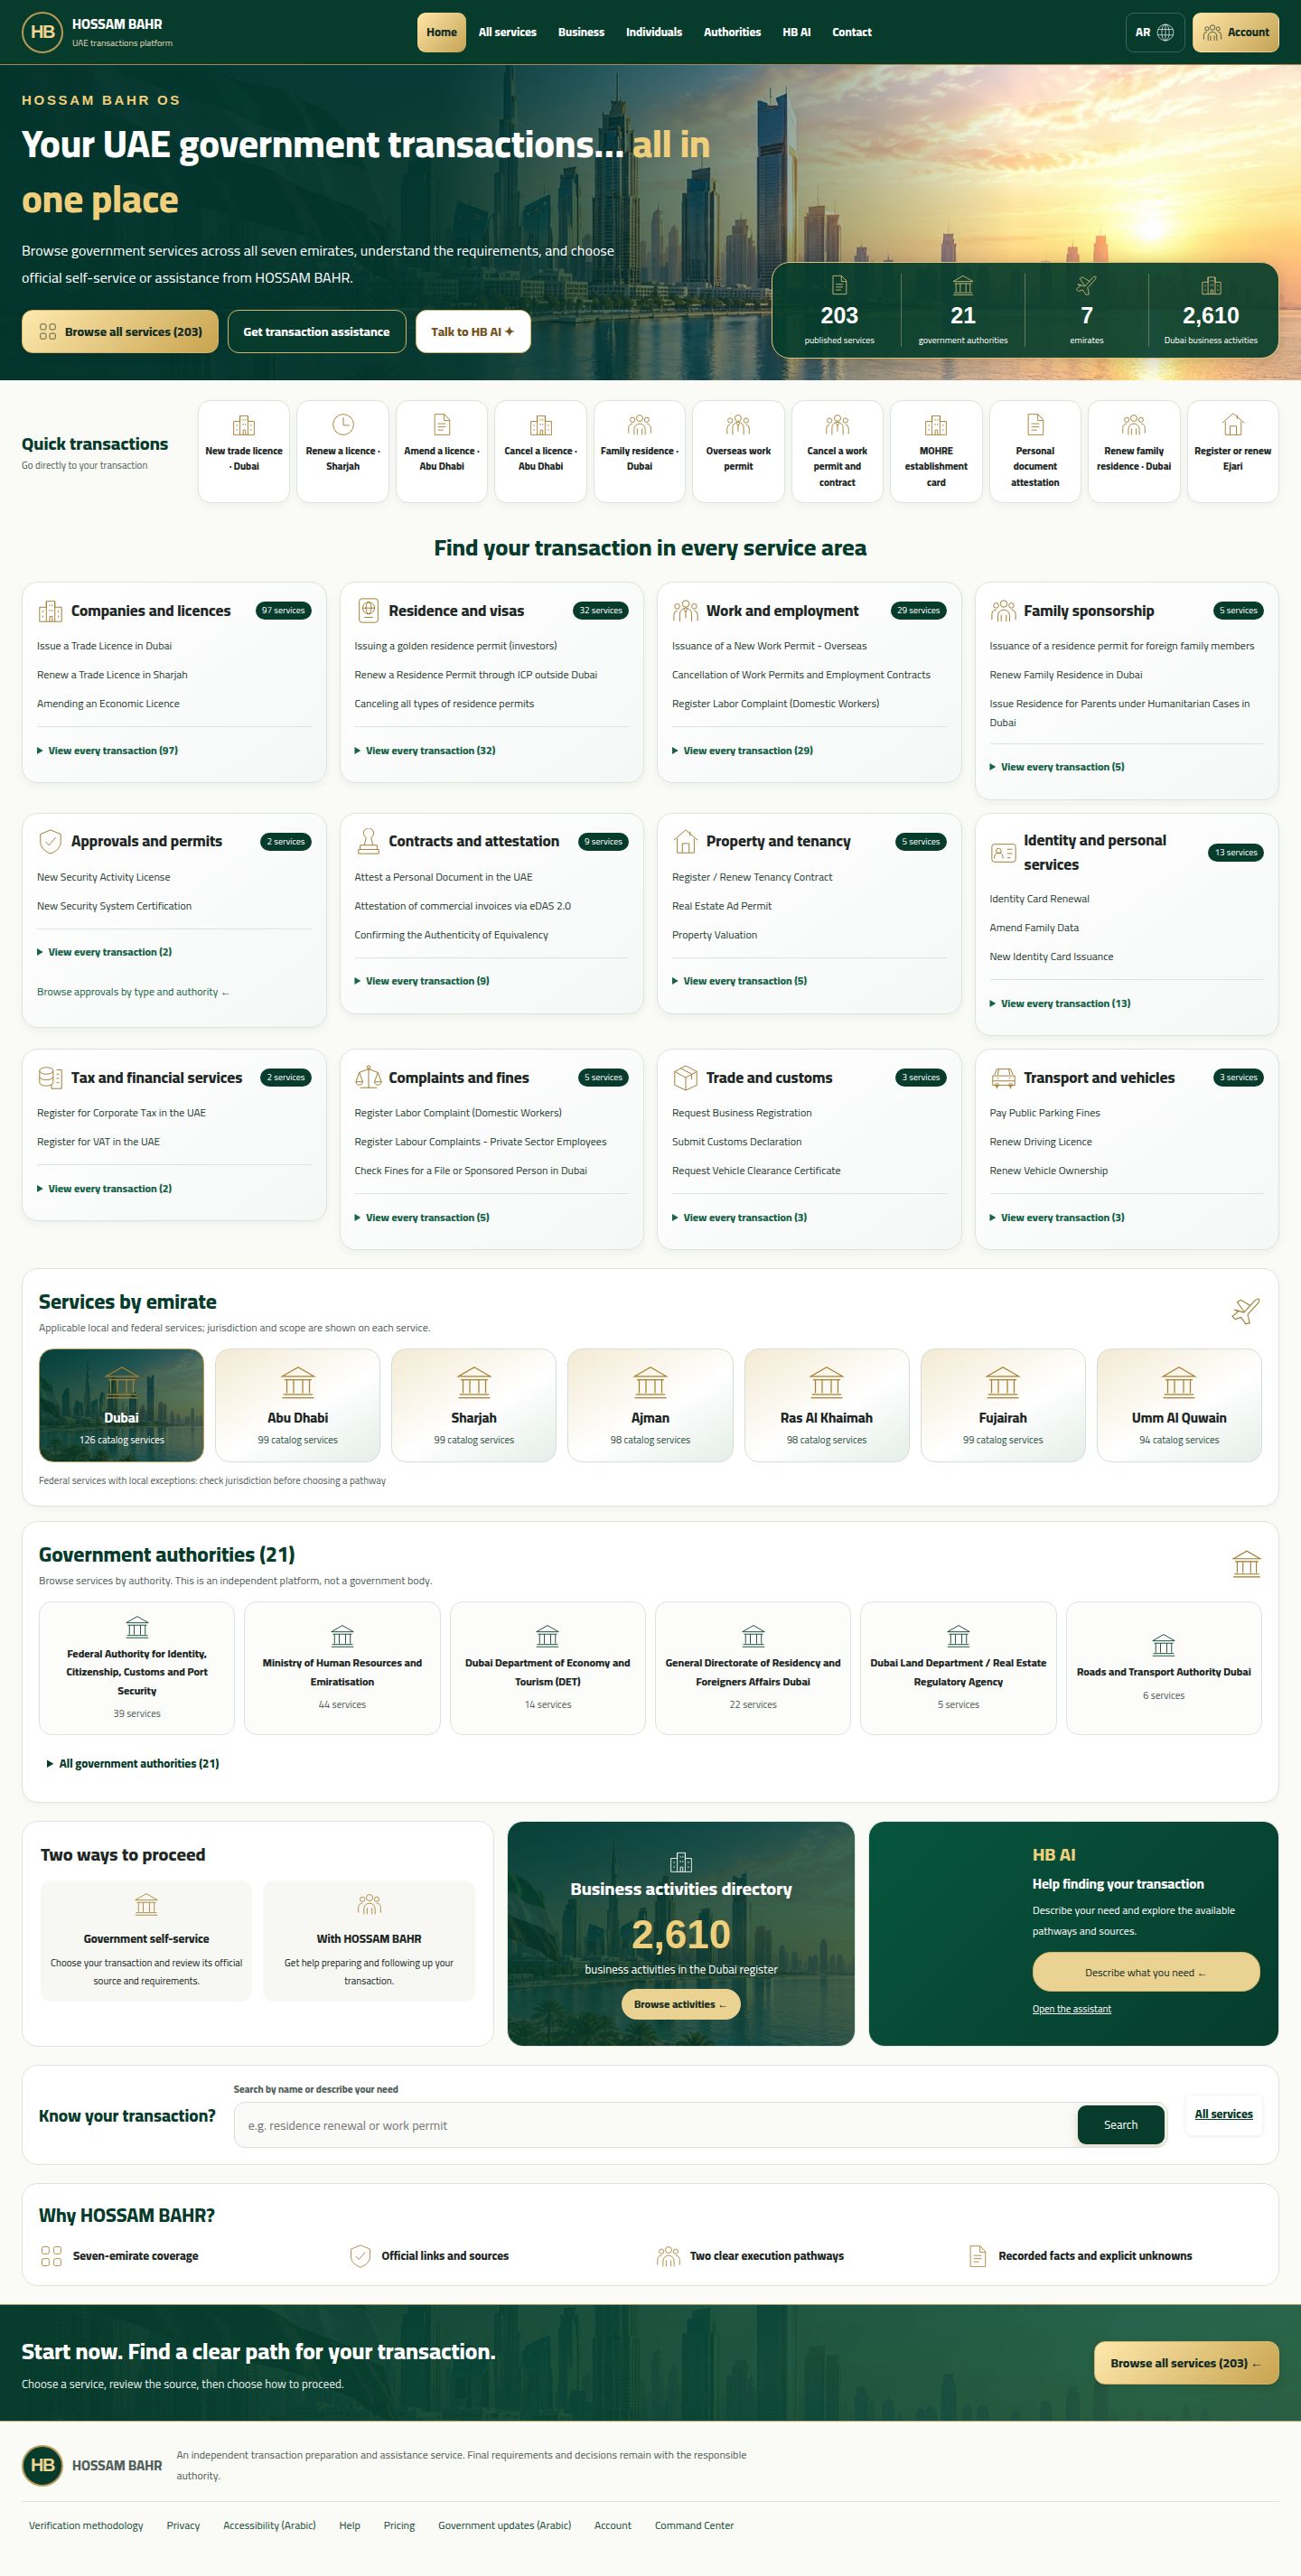 HB
HOSSAM BAHR
UAE transactions platform
Home
All services
Business
Individuals
Authorities
HB AI
Contact
AR
Account
HOSSAM BAHR OS
Your UAE government transactions... all in
one place
Browse government services across all seven emirates, understand the requirements, and choose
official self-service or assistance from HOSSAM BAHR.
Browse all services (203)
Get transaction assistance
Talk to HB AI ✦
203
published services
21
government authorities
7
emirates
2,610
Dubai business activities
Quick transactions
Go directly to your transaction
New trade licence
· Dubai
Renew a licence ·
Sharjah
Amend a licence ·
Abu Dhabi
Cancel a licence ·
Abu Dhabi
Family residence ·
Dubai
Overseas work
permit
Cancel a work
permit and
contract
MOHRE
establishment
card
Personal
document
attestation
Renew family
residence · Dubai
Register or renew
Ejari
Find your transaction in every service area
Companies and licences
97 services
Issue a Trade Licence in Dubai
Renew a Trade Licence in Sharjah
Amending an Economic Licence
▶ View every transaction (97)
Residence and visas
32 services
Issuing a golden residence permit (investors)
Renew a Residence Permit through ICP outside Dubai
Canceling all types of residence permits
▶ View every transaction (32)
Work and employment
29 services
Issuance of a New Work Permit - Overseas
Cancellation of Work Permits and Employment Contracts
Register Labor Complaint (Domestic Workers)
▶ View every transaction (29)
Family sponsorship
5 services
Issuance of a residence permit for foreign family members
Renew Family Residence in Dubai
Issue Residence for Parents under Humanitarian Cases in
Dubai
▶ View every transaction (5)
Approvals and permits
2 services
New Security Activity License
New Security System Certification
▶ View every transaction (2)
Browse approvals by type and authority ←
Contracts and attestation
9 services
Attest a Personal Document in the UAE
Attestation of commercial invoices via eDAS 2.0
Confirming the Authenticity of Equivalency
▶ View every transaction (9)
Property and tenancy
5 services
Register / Renew Tenancy Contract
Real Estate Ad Permit
Property Valuation
▶ View every transaction (5)
Identity and personal
services
13 services
Identity Card Renewal
Amend Family Data
New Identity Card Issuance
▶ View every transaction (13)
Tax and financial services
2 services
Register for Corporate Tax in the UAE
Register for VAT in the UAE
▶ View every transaction (2)
Complaints and fines
5 services
Register Labor Complaint (Domestic Workers)
Register Labour Complaints - Private Sector Employees
Check Fines for a File or Sponsored Person in Dubai
▶ View every transaction (5)
Trade and customs
3 services
Request Business Registration
Submit Customs Declaration
Request Vehicle Clearance Certificate
▶ View every transaction (3)
Transport and vehicles
3 services
Pay Public Parking Fines
Renew Driving Licence
Renew Vehicle Ownership
▶ View every transaction (3)
Services by emirate
Applicable local and federal services; jurisdiction and scope are shown on each service.
Dubai
126 catalog services
Abu Dhabi
99 catalog services
Sharjah
99 catalog services
Ajman
98 catalog services
Ras Al Khaimah
98 catalog services
Fujairah
99 catalog services
Umm Al Quwain
94 catalog services
Federal services with local exceptions: check jurisdiction before choosing a pathway
Government authorities (21)
Browse services by authority. This is an independent platform, not a government body.
Federal Authority for Identity,
Citizenship, Customs and Port
Security
39 services
Ministry of Human Resources and
Emiratisation
44 services
Dubai Department of Economy and
Tourism (DET)
14 services
General Directorate of Residency and
Foreigners Affairs Dubai
22 services
Dubai Land Department / Real Estate
Regulatory Agency
5 services
Roads and Transport Authority Dubai
6 services
▶ All government authorities (21)
Two ways to proceed
Government self-service
Choose your transaction and review its official
source and requirements.
With HOSSAM BAHR
Get help preparing and following up your
transaction.
Business activities directory
2,610
business activities in the Dubai register
Browse activities ←
HB AI
Help finding your transaction
Describe your need and explore the available
pathways and sources.
Describe what you need ←
Open the assistant
Know your transaction?
Search by name or describe your need
e.g. residence renewal or work permit
Search
All services
Why HOSSAM BAHR?
Seven-emirate coverage
Official links and sources
Two clear execution pathways
Recorded facts and explicit unknowns
Start now. Find a clear path for your transaction.
Choose a service, review the source, then choose how to proceed.
Browse all services (203) ←
HB
HOSSAM BAHR
An independent transaction preparation and assistance service. Final requirements and decisions remain with the responsible
authority.
Verification methodology
Privacy
Accessibility (Arabic)
Help
Pricing
Government updates (Arabic)
Account
Command Center